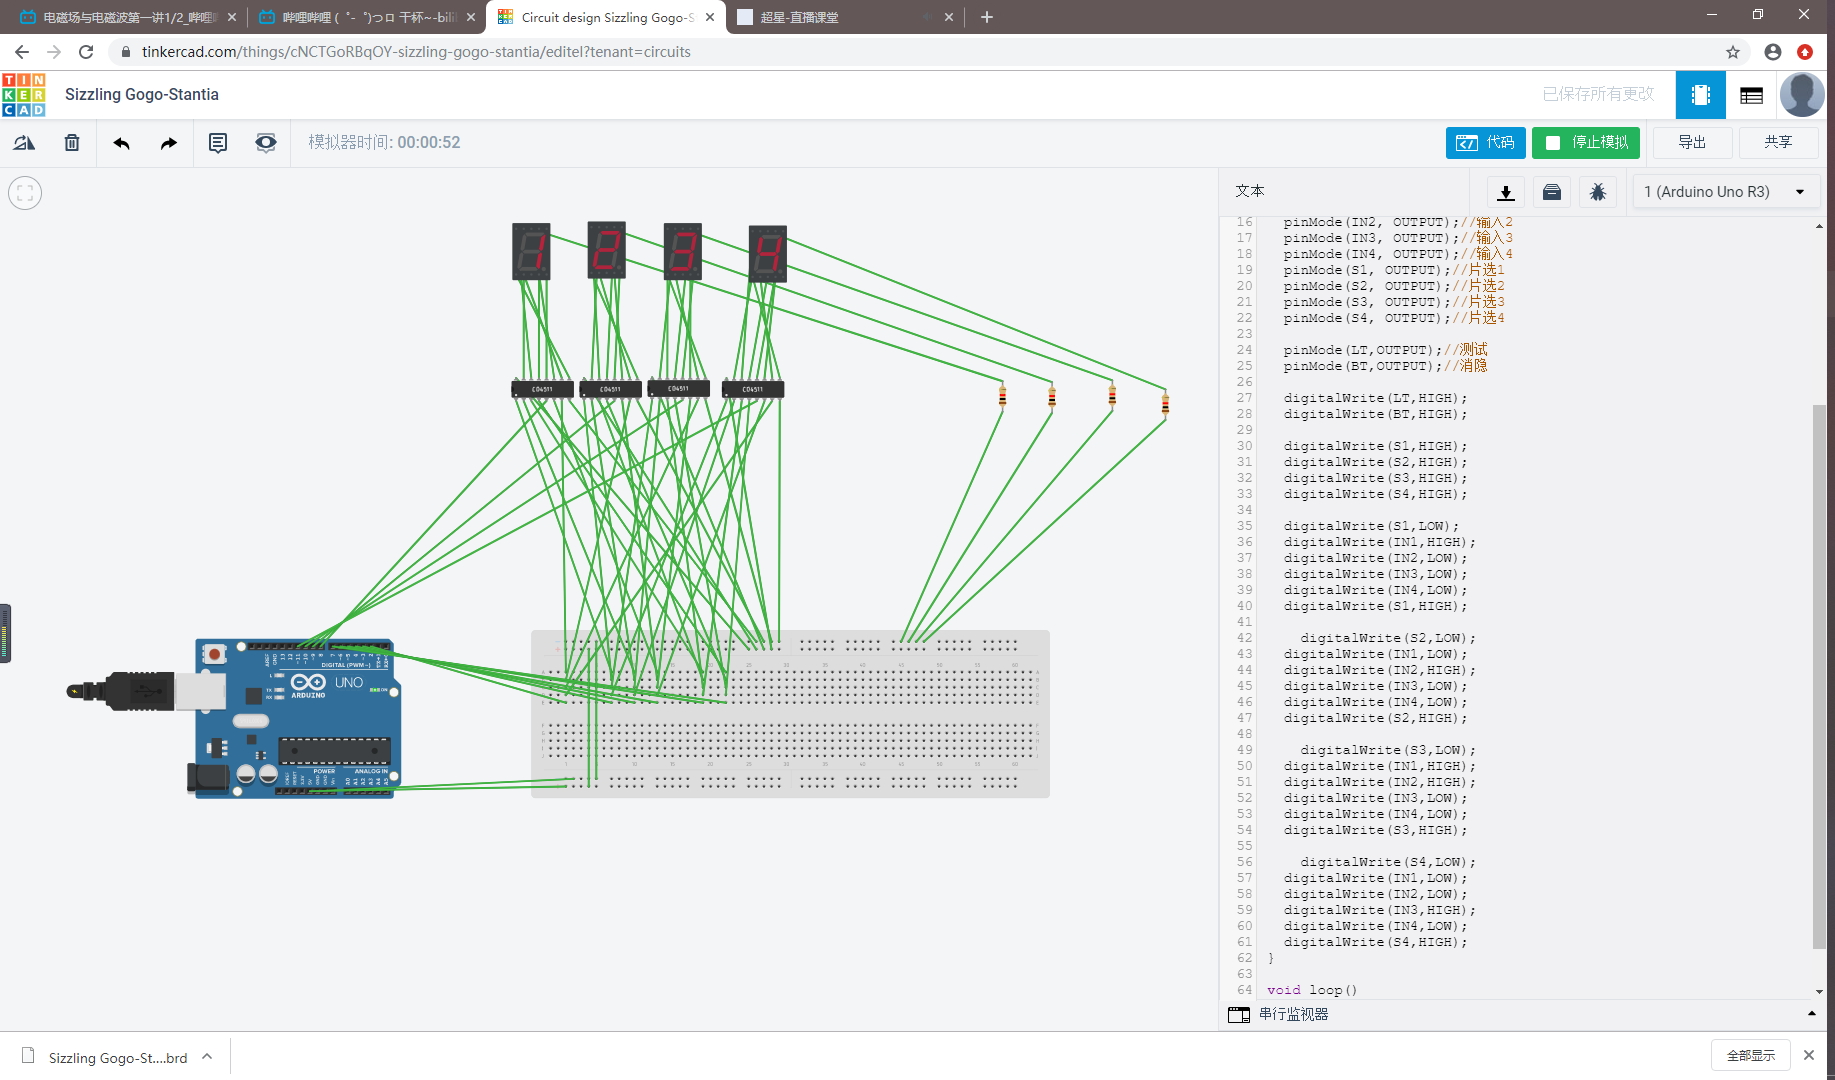 电磁场与电磁波第一讲1/2_哔哩
哔哩哔哩 (゜-゜)つロ 干杯~-bili
Circuit design Sizzling Gogo-S
超星-直播课堂
tinkercad.com/things/cNCTGoRBqOY-sizzling-gogo-stantia/editel?tenant=circuits
TIN
KER
CAD
Sizzling Gogo-Stantia
已保存所有更改
模拟器时间: 00:00:52
代码
停止模拟
导出
共享
文本
1 (Arduino Uno R3)
16 pinMode(IN2, OUTPUT);//输入2
17 pinMode(IN3, OUTPUT);//输入3
18 pinMode(IN4, OUTPUT);//输入4
19 pinMode(S1, OUTPUT);//片选1
20 pinMode(S2, OUTPUT);//片选2
21 pinMode(S3, OUTPUT);//片选3
22 pinMode(S4, OUTPUT);//片选4
23
24 pinMode(LT,OUTPUT);//测试
25 pinMode(BT,OUTPUT);//消隐
26
27 digitalWrite(LT,HIGH);
28 digitalWrite(BT,HIGH);
29
30 digitalWrite(S1,HIGH);
31 digitalWrite(S2,HIGH);
32 digitalWrite(S3,HIGH);
33 digitalWrite(S4,HIGH);
34
35 digitalWrite(S1,LOW);
36 digitalWrite(IN1,HIGH);
37 digitalWrite(IN2,LOW);
38 digitalWrite(IN3,LOW);
39 digitalWrite(IN4,LOW);
40 digitalWrite(S1,HIGH);
41
42 digitalWrite(S2,LOW);
43 digitalWrite(IN1,LOW);
44 digitalWrite(IN2,HIGH);
45 digitalWrite(IN3,LOW);
46 digitalWrite(IN4,LOW);
47 digitalWrite(S2,HIGH);
48
49 digitalWrite(S3,LOW);
50 digitalWrite(IN1,HIGH);
51 digitalWrite(IN2,HIGH);
52 digitalWrite(IN3,LOW);
53 digitalWrite(IN4,LOW);
54 digitalWrite(S3,HIGH);
55
56 digitalWrite(S4,LOW);
57 digitalWrite(IN1,LOW);
58 digitalWrite(IN2,LOW);
59 digitalWrite(IN3,HIGH);
60 digitalWrite(IN4,LOW);
61 digitalWrite(S4,HIGH);
62 }
63
64 void loop()
串行监视器
1 2 3 4
CD4511 CD4511 CD4511 CD4511
DIGITAL (PWM~)
UNO
ARDUINO
POWER ANALOG IN
Sizzling Gogo-St....brd
全部显示